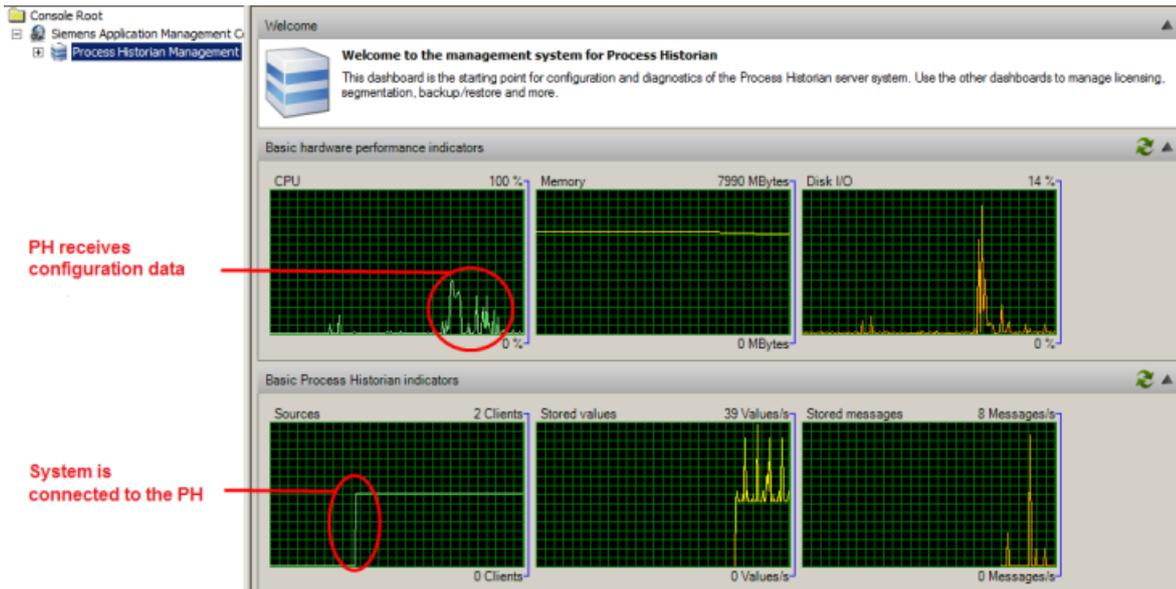 Console Root
Siemens Application Management C
Process Historian Management
Welcome
Welcome to the management system for Process Historian
This dashboard is the starting point for configuration and diagnostics of the Process Historian server system. Use the other dashboards to manage licensing,
segmentation, backup/restore and more.
Basic hardware performance indicators
CPU 100 %
Memory 7990 MBytes
Disk I/O 14 %
PH receives
configuration data
0 %
0 MBytes
0 %
Basic Process Historian indicators
Sources 2 Clients
Stored values 39 Values/s
Stored messages 8 Messages/s
System is
connected to the PH
0 Clients
0 Values/s
0 Messages/s